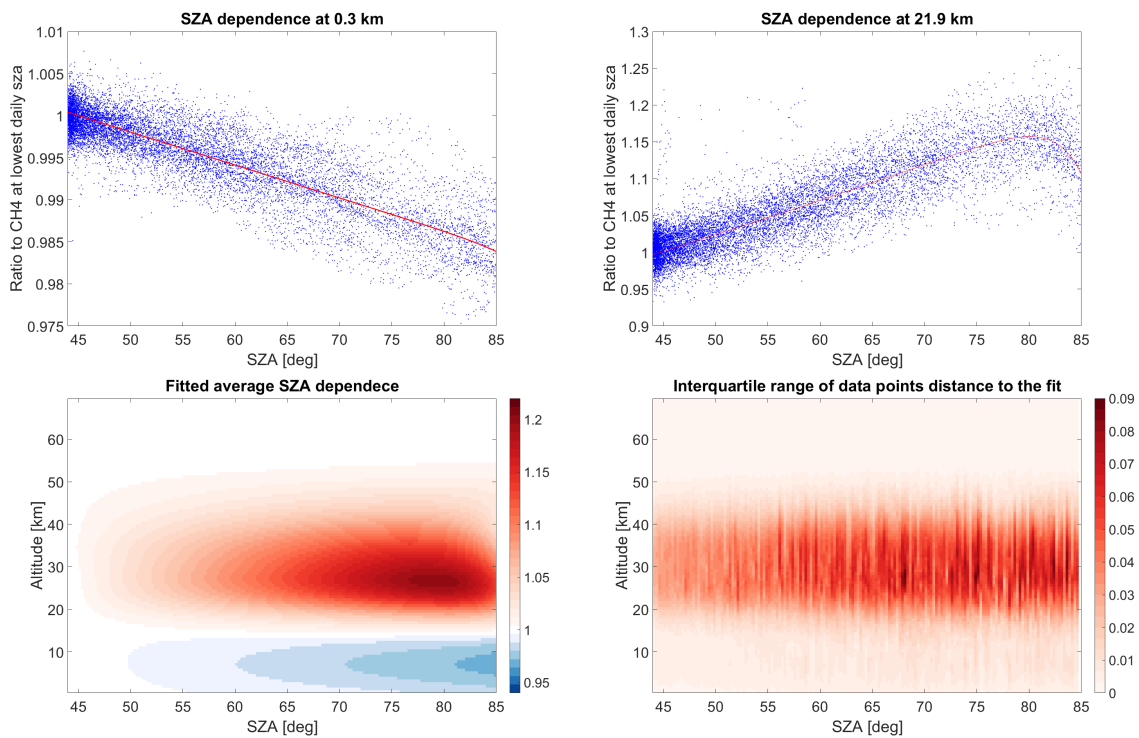 SZA dependence at 0.3 km
1.01
1.005
1
0.995
0.99
0.985
0.98
0.975
Ratio to CH4 at lowest daily sza
45 50 55 60 65 70 75 80 85
SZA [deg]
SZA dependence at 21.9 km
1.3
1.25
1.2
1.15
1.1
1.05
1
0.95
0.9
Ratio to CH4 at lowest daily sza
45 50 55 60 65 70 75 80 85
SZA [deg]
Fitted average SZA dependece
60
50
40
30
20
10
Altitude [km]
45 50 55 60 65 70 75 80 85
SZA [deg]
1.2
1.15
1.1
1.05
1
0.95
Interquartile range of data points distance to the fit
60
50
40
30
20
10
Altitude [km]
45 50 55 60 65 70 75 80 85
SZA [deg]
0.09
0.08
0.07
0.06
0.05
0.04
0.03
0.02
0.01
0